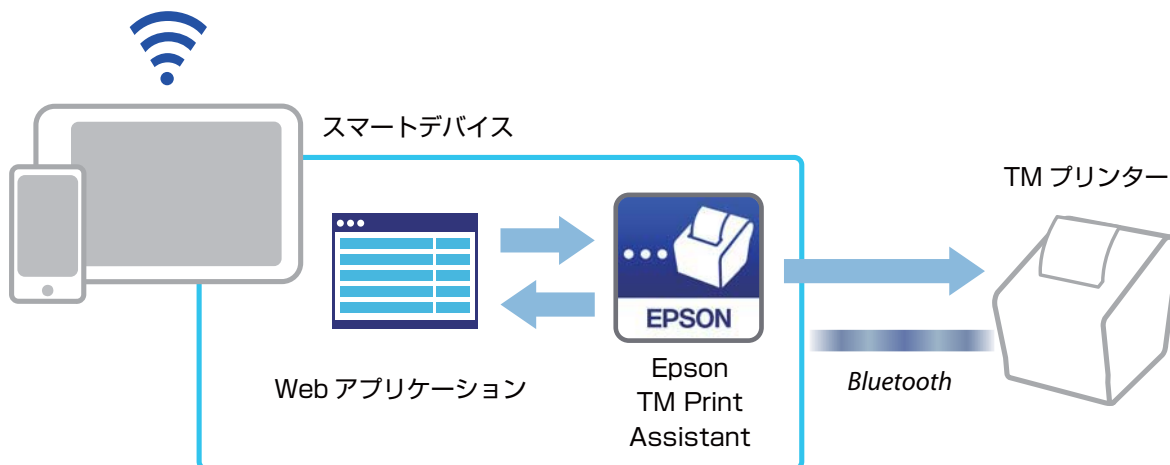 スマートデバイス
TM プリンター
EPSON
Web アプリケーション
Epson
TM Print
Assistant
Bluetooth